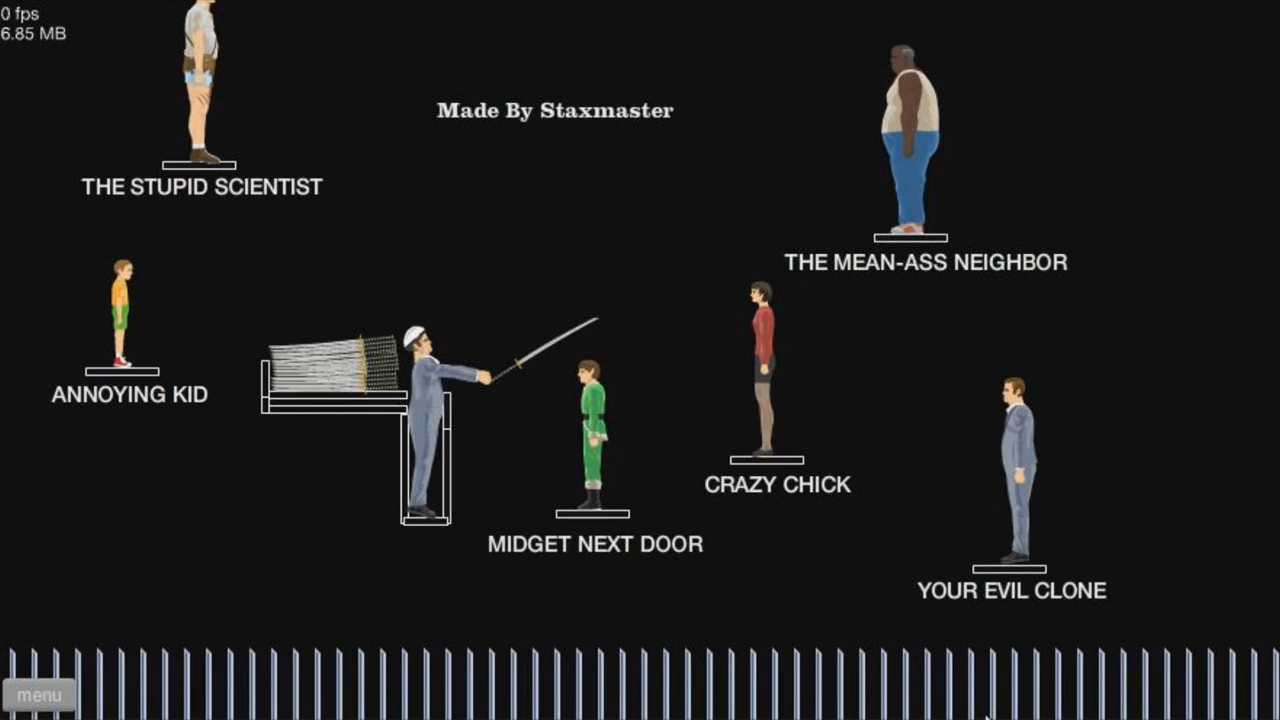 0 fps
6.85 MB
Made By Staxmaster
THE STUPID SCIENTIST
THE MEAN-ASS NEIGHBOR
ANNOYING KID
CRAZY CHICK
MIDGET NEXT DOOR
YOUR EVIL CLONE
menu